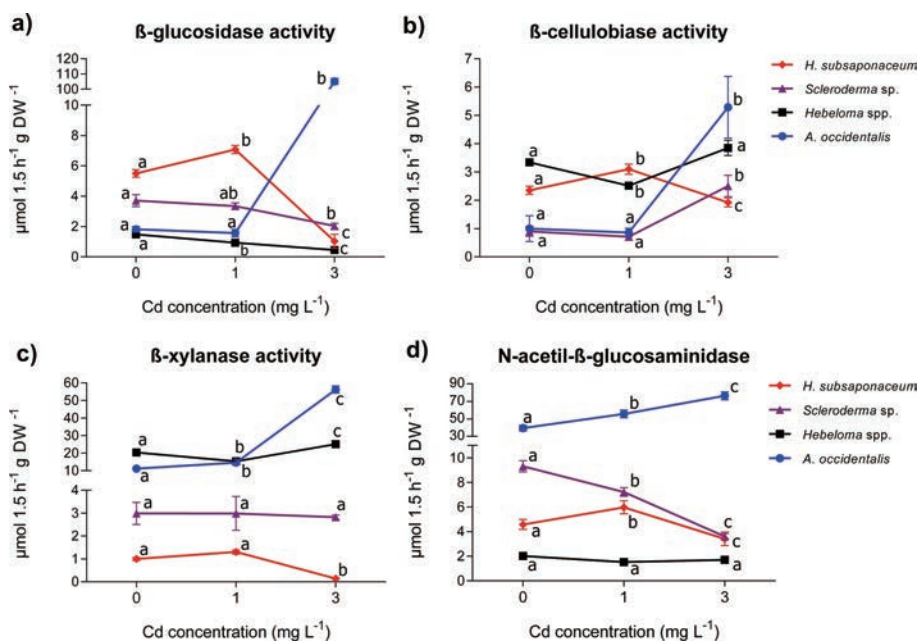 a)
ß-glucosidase activity
µmol 1.5 h⁻¹ g DW⁻¹
120
110
100
90
8
6
4
2
0
a
b
b
a
ab
b
a
a
c
a
b
c
0 1 3
Cd concentration (mg L⁻¹)
b)
ß-cellulobiase activity
µmol 1.5 h⁻¹ g DW⁻¹
7
6
5
4
3
2
1
0
a
b
b
a
a
b
b
a
a
c
a
a
0 1 3
Cd concentration (mg L⁻¹)
H. subsaponaceum
Scleroderma sp.
Hebeloma spp.
A. occidentalis
c)
ß-xylanase activity
µmol 1.5 h⁻¹ g DW⁻¹
60
50
40
30
20
10
4
3
2
1
0
a
b
c
a
b
c
a
a
a
a
a
b
0 1 3
Cd concentration (mg L⁻¹)
d)
N-acetil-ß-glucosaminidase
µmol 1.5 h⁻¹ g DW⁻¹
90
70
50
30
10
8
6
4
2
0
a
b
c
a
b
c
a
b
c
a
a
a
0 1 3
Cd concentration (mg L⁻¹)
H. subsaponaceum
Scleroderma sp.
Hebeloma spp.
A. occidentalis